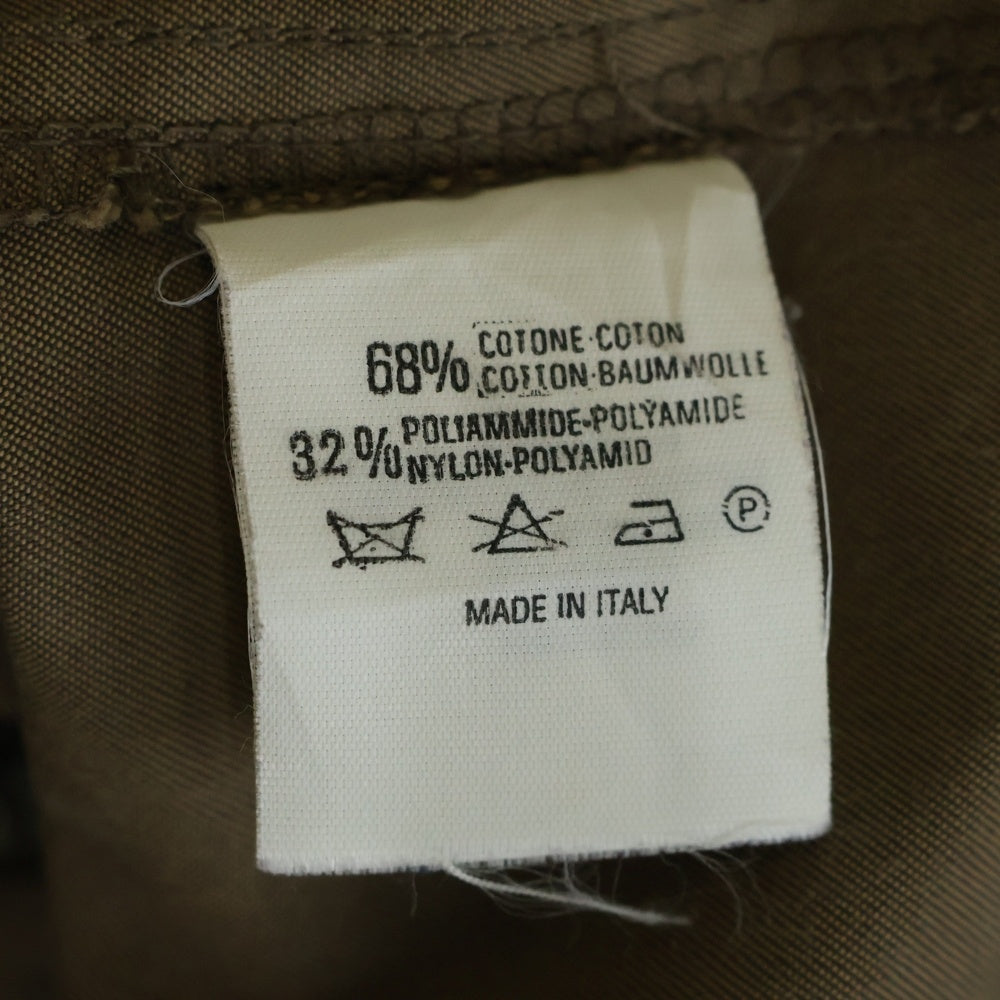 68% COTONE·COTON
COTTON·BAUMWOLLE
32% POLIAMMIDE-POLYAMIDE
NYLON-POLYAMID
P
MADE IN ITALY